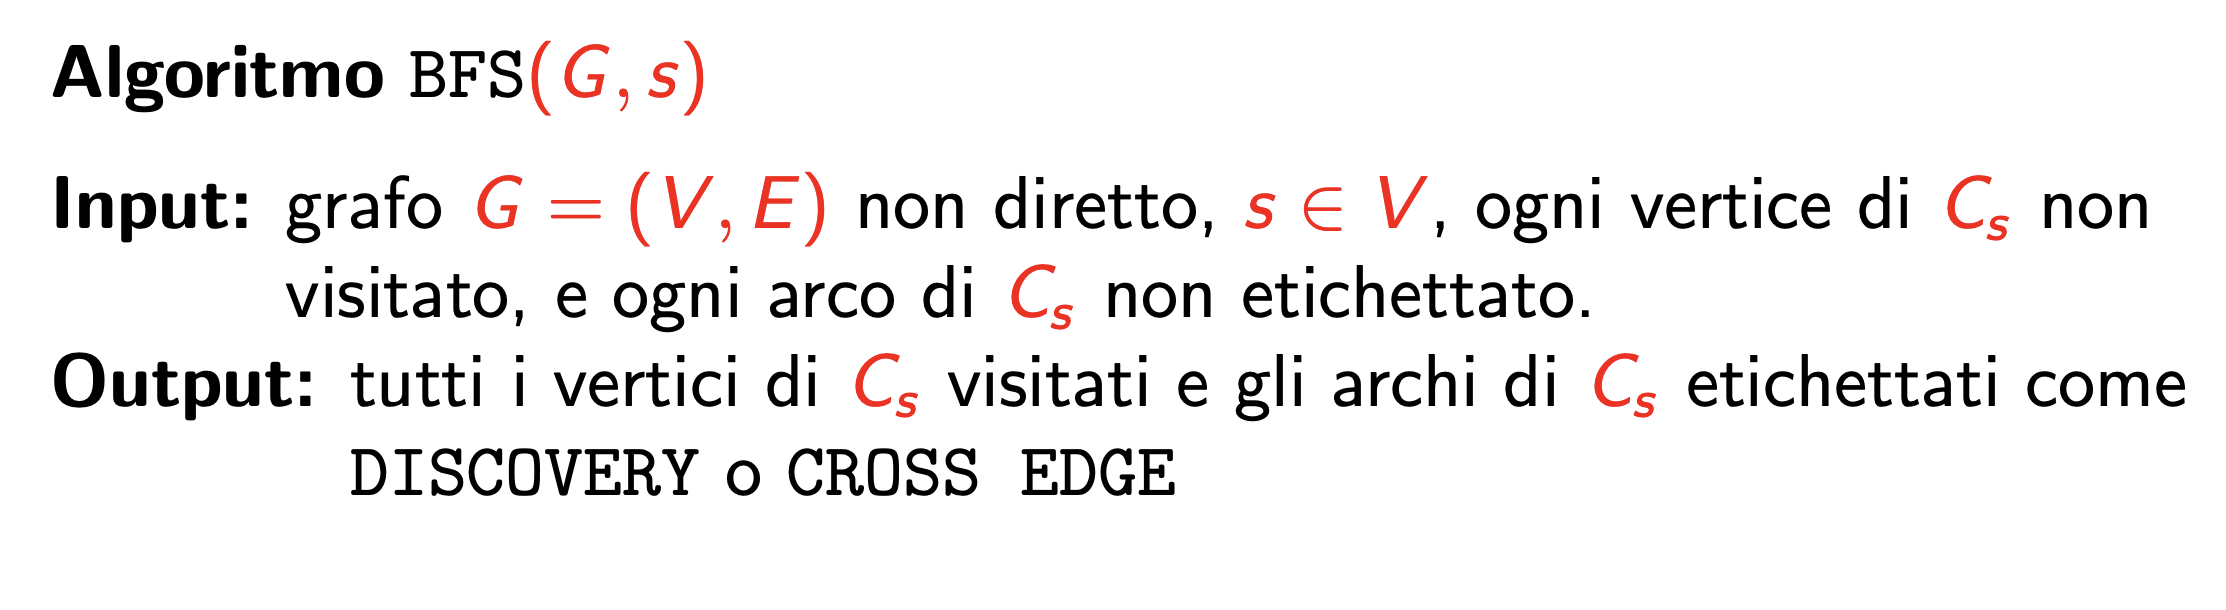 Algoritmo BFS(G, s)
Input: grafo G = (V, E) non diretto, s ∈ V, ogni vertice di C_s non
visitato, e ogni arco di C_s non etichettato.
Output: tutti i vertici di C_s visitati e gli archi di C_s etichettati come
DISCOVERY o CROSS EDGE